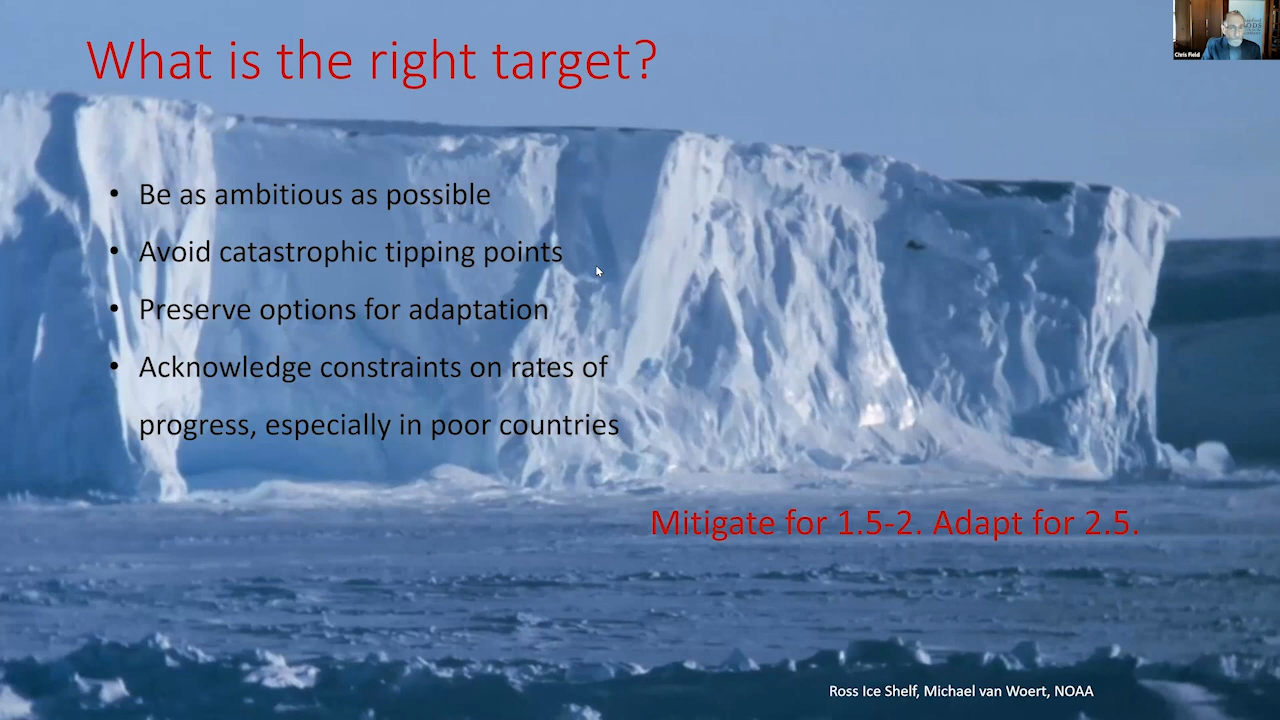 What is the right target?
• Be as ambitious as possible
• Avoid catastrophic tipping points
• Preserve options for adaptation
• Acknowledge constraints on rates of
progress, especially in poor countries
Mitigate for 1.5-2. Adapt for 2.5.
Ross Ice Shelf, Michael van Woert, NOAA
Chris Field